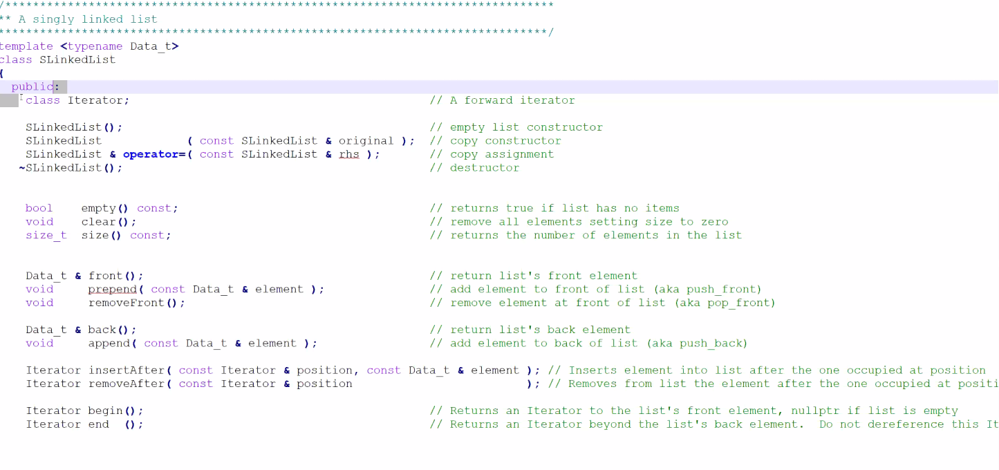 /*******************************************************************************
** A singly linked list
*******************************************************************************/
template <typename Data_t>
class SLinkedList
{
  public:
    class Iterator;                                           // A forward iterator

    SLinkedList();                                            // empty list constructor
    SLinkedList            ( const SLinkedList & original );  // copy constructor
    SLinkedList & operator=( const SLinkedList & rhs );       // copy assignment
   ~SLinkedList();                                            // destructor

    bool    empty() const;                                    // returns true if list has no items
    void    clear();                                          // remove all elements setting size to zero
    size_t  size() const;                                     // returns the number of elements in the list

    Data_t & front();                                         // return list's front element
    void     prepend( const Data_t & element );               // add element to front of list (aka push_front)
    void     removeFront();                                   // remove element at front of list (aka pop_front)

    Data_t & back();                                          // return list's back element
    void     append( const Data_t & element );                // add element to back of list (aka push_back)

    Iterator insertAfter( const Iterator & position, const Data_t & element ); // Inserts element into list after the one occupied at position
    Iterator removeAfter( const Iterator & position                         ); // Removes from list the element after the one occupied at positi

    Iterator begin();                                         // Returns an Iterator to the list's front element, nullptr if list is empty
    Iterator end  ();                                         // Returns an Iterator beyond the list's back element.  Do not dereference this It